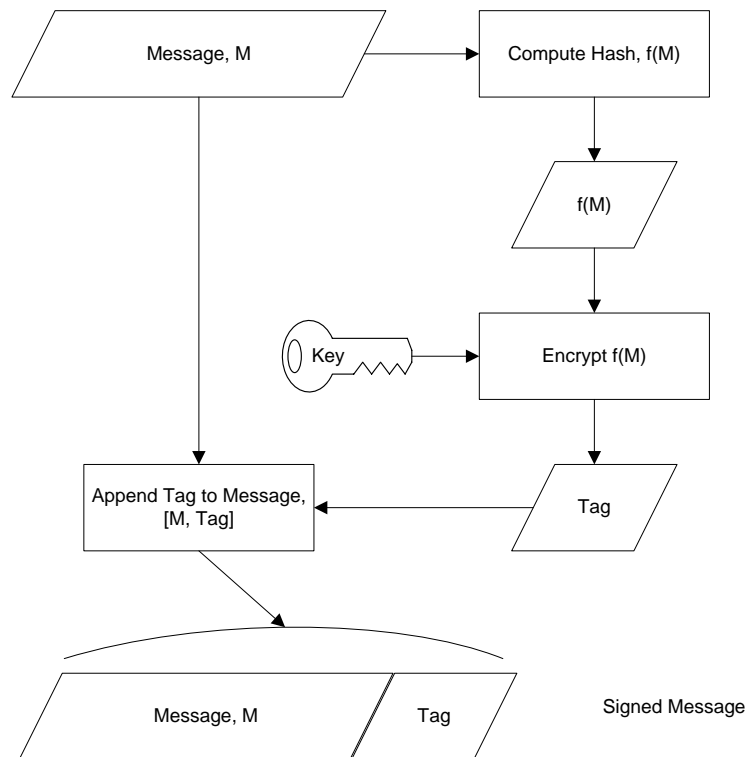 Message, M
Compute Hash, f(M)
f(M)
Key
Encrypt f(M)
Append Tag to Message,
[M, Tag]
Tag
Message, M
Tag
Signed Message